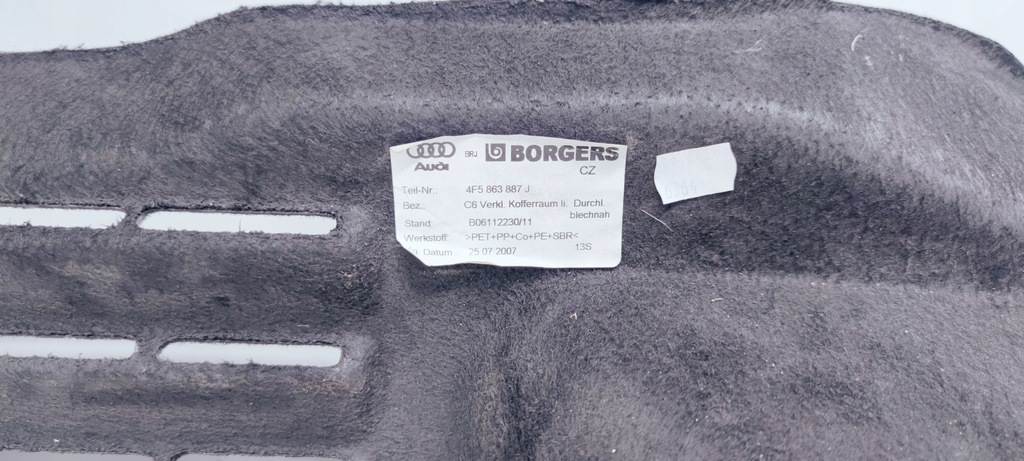 Audi BRJ BORGERS
CZ
Teil-Nr.: 4F5 863 887 J
Bez.: C6 Verkl. Kofferraum li. Durchl.
blechnah
Stand: B06112230/11
Werkstoff: >PET+PP+Co+PE+SBR<
Datum 25.07.2007 13S